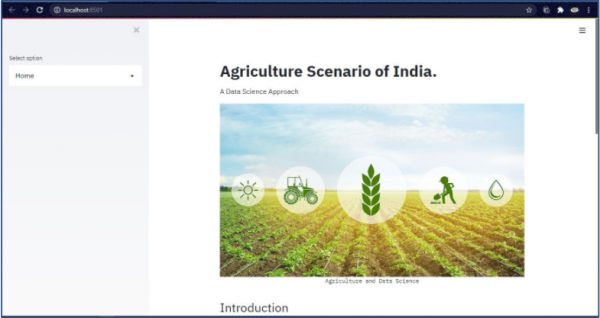 localhost:8501
Select option
Home
Agriculture Scenario of India.
A Data Science Approach
Agriculture and Data Science
Introduction